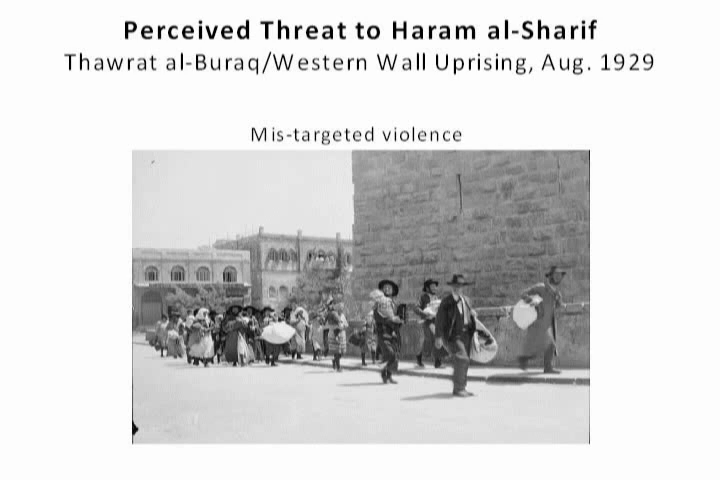 Perceived Threat to Haram al-Sharif
Thawrat al-Buraq/Western Wall Uprising, Aug. 1929
Mis-targeted violence